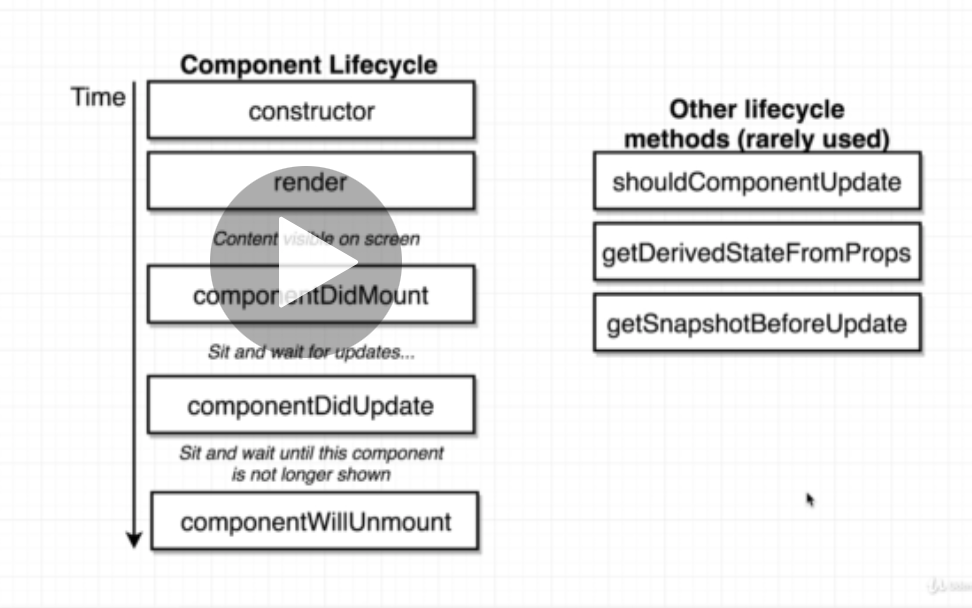 Component Lifecycle
Time
constructor
render
Content visible on screen
componentDidMount
Sit and wait for updates...
componentDidUpdate
Sit and wait until this component
is not longer shown
componentWillUnmount
Other lifecycle
methods (rarely used)
shouldComponentUpdate
getDerivedStateFromProps
getSnapshotBeforeUpdate